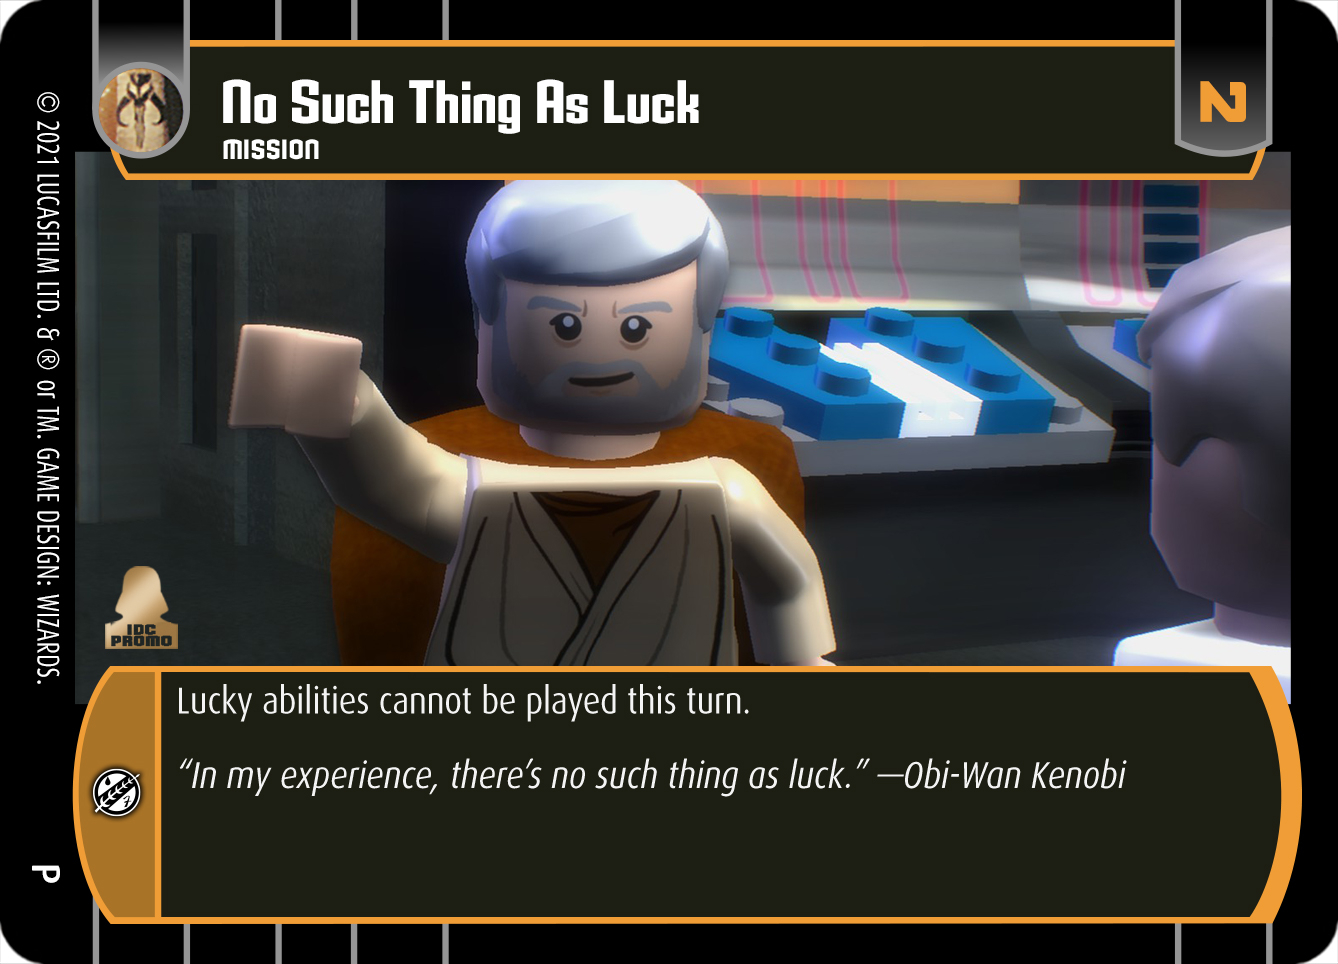 No Such Thing As Luck
2
MISSION
© 2021 LUCASFILM LTD. & ® or TM. GAME DESIGN: WIZARDS.
IDC
PROMO
Lucky abilities cannot be played this turn.
“In my experience, there’s no such thing as luck.” —Obi-Wan Kenobi
P